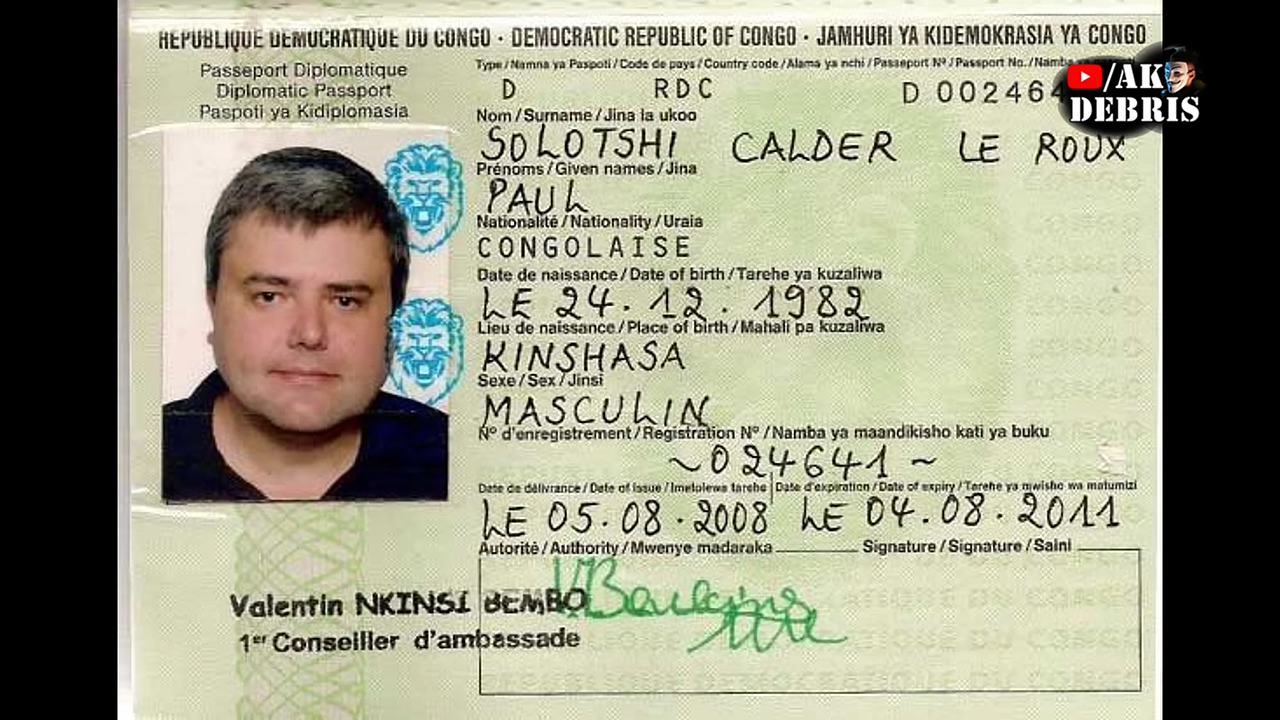 REPUBLIQUE DEMOCRATIQUE DU CONGO · DEMOCRATIC REPUBLIC OF CONGO · JAMHURI YA KIDEMOKRASIA YA CONGO
Passeport Diplomatique
Diplomatic Passport
Paspoti ya Kidiplomasia
Type / Namna ya Paspoti / Code de pays / Country code / Alama ya nchi / Passeport Nº / Passport No. / Namba
D RDC D 002464
/AK
DEBRIS
Nom / Surname / Jina la ukoo
SOLOTSHI CALDER LE ROUX
Prénoms / Given names / Jina
PAUL
Nationalité / Nationality / Uraia
CONGOLAISE
Date de naissance / Date of birth / Tarehe ya kuzaliwa
LE 24.12.1982
Lieu de naissance / Place of birth / Mahali pa kuzaliwa
KINSHASA
Sexe / Sex / Jinsi
MASCULIN
Nº d'enregistrement / Registration Nº / Namba ya maandikisho kati ya buku
~024641~
Date de délivrance / Date of issue / Imetolewa tarehe Date d'expiration / Date of expiry / Tarehe ya mwisho wa matumizi
LE 05.08.2008 LE 04.08.2011
Autorité / Authority / Mwenye madaraka Signature / Signature / Saini
Valentin NKINSI BEMBO
1er Conseiller d'ambassade